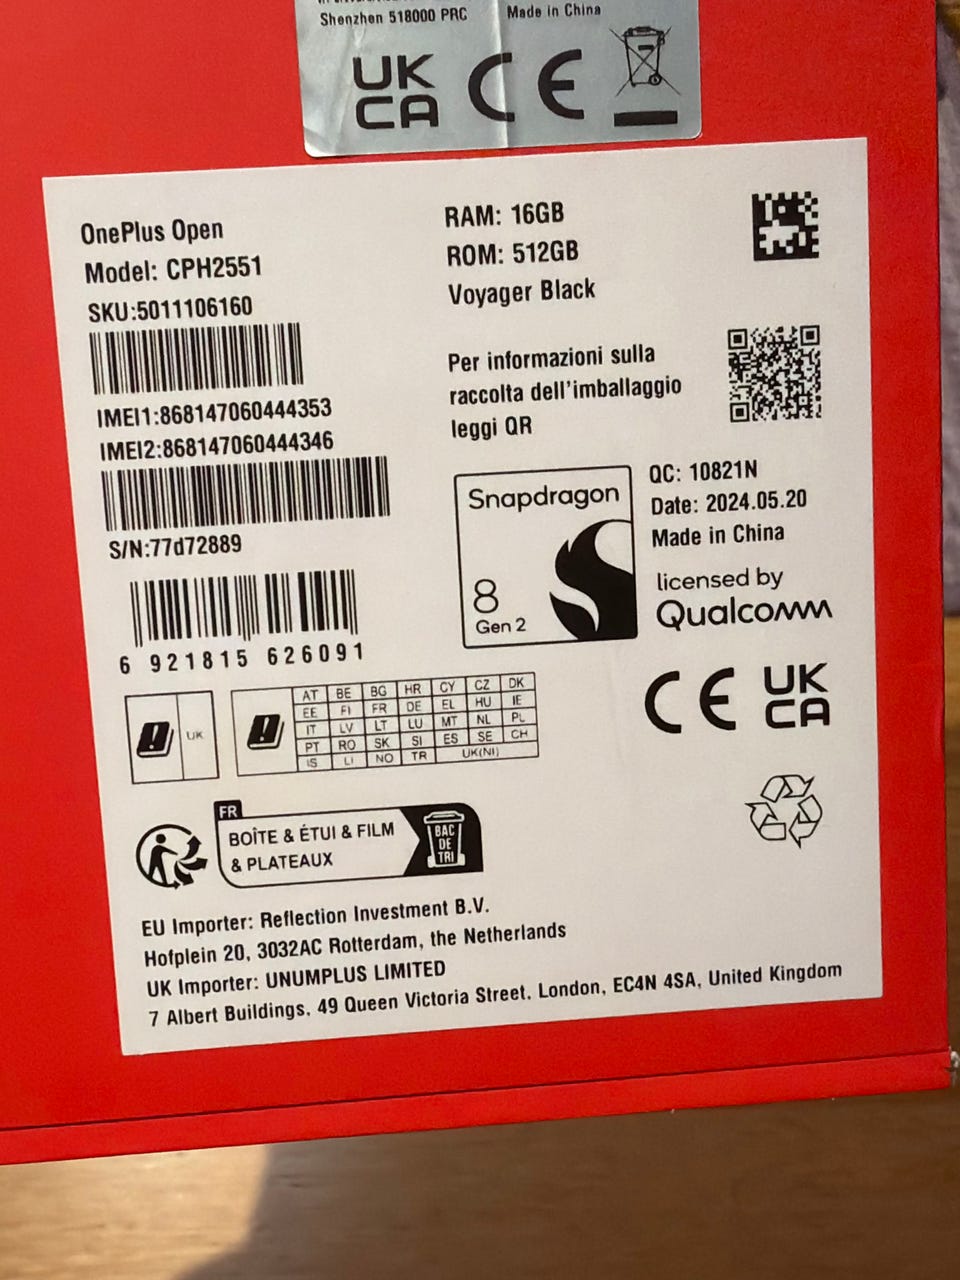 Shenzhen 518000 PRC
Made in China
UK
CA
CE
OnePlus Open
Model: CPH2551
SKU:5011106160
IMEI1:868147060444353
IMEI2:868147060444346
S/N:77d72889
6 921815 626091
RAM: 16GB
ROM: 512GB
Voyager Black
Per informazioni sulla
raccolta dell'imballaggio
leggi QR
Snapdragon
8
Gen 2
QC: 10821N
Date: 2024.05.20
Made in China
licensed by
Qualcomm
UK
AT BE BG HR CY CZ DK
EE FI FR DE EL HU IE
IT LV LT LU MT NL PL
PT RO SK SI ES SE CH
IS LI NO TR UK(NI)
CE
UK
CA
FR
BOÎTE & ÉTUI & FILM
& PLATEAUX
BAC
DE
TRI
EU Importer: Reflection Investment B.V.
Hofplein 20, 3032AC Rotterdam, the Netherlands
UK Importer: UNUMPLUS LIMITED
7 Albert Buildings, 49 Queen Victoria Street. London, EC4N 4SA, United Kingdom